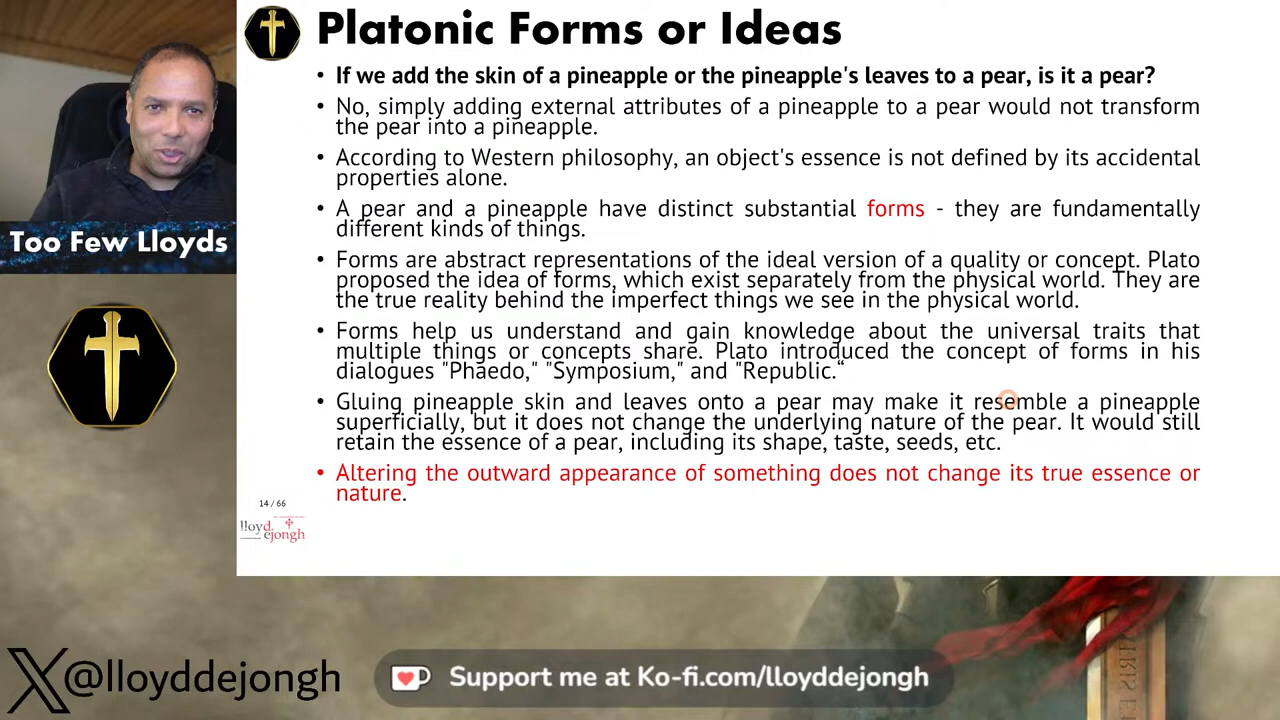 Platonic Forms or Ideas
• If we add the skin of a pineapple or the pineapple's leaves to a pear, is it a pear?
• No, simply adding external attributes of a pineapple to a pear would not transform
the pear into a pineapple.
• According to Western philosophy, an object's essence is not defined by its accidental
properties alone.
• A pear and a pineapple have distinct substantial forms - they are fundamentally
different kinds of things.
• Forms are abstract representations of the ideal version of a quality or concept. Plato
proposed the idea of forms, which exist separately from the physical world. They are
the true reality behind the imperfect things we see in the physical world.
• Forms help us understand and gain knowledge about the universal traits that
multiple things or concepts share. Plato introduced the concept of forms in his
dialogues "Phaedo," "Symposium," and "Republic.“
• Gluing pineapple skin and leaves onto a pear may make it resemble a pineapple
superficially, but it does not change the underlying nature of the pear. It would still
retain the essence of a pear, including its shape, taste, seeds, etc.
• Altering the outward appearance of something does not change its true essence or
nature.
14 / 66
lloyd
ejongh
Too Few Lloyds
X@lloyddejongh
Support me at Ko-fi.com/lloyddejongh